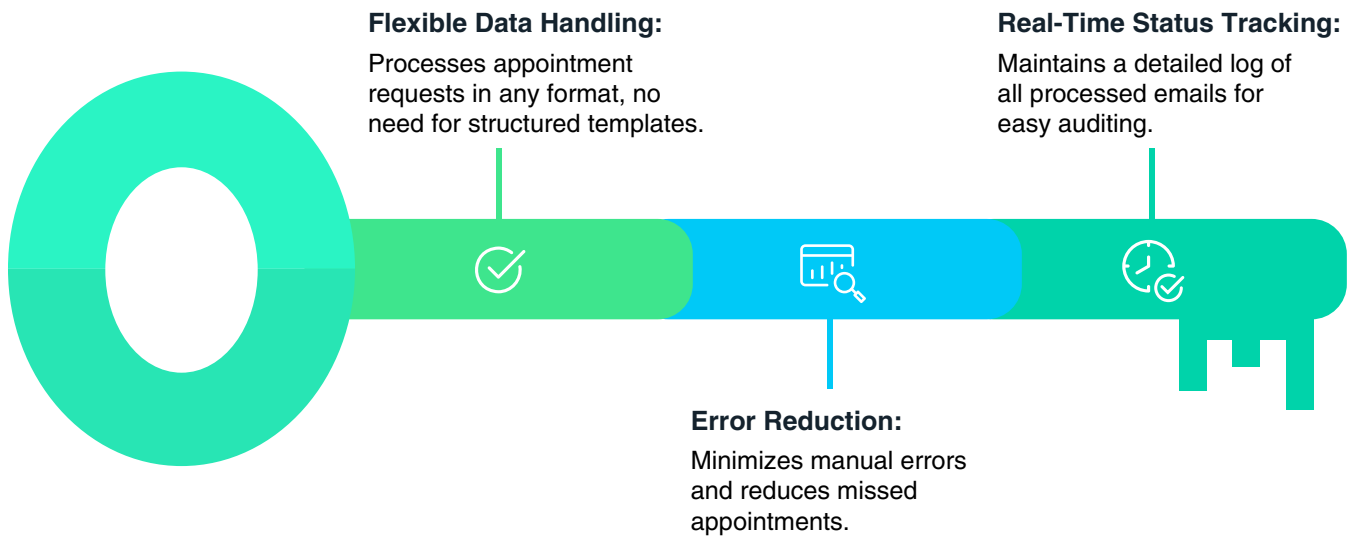 Flexible Data Handling:
Processes appointment
requests in any format, no
need for structured templates.
Real-Time Status Tracking:
Maintains a detailed log of
all processed emails for
easy auditing.
Error Reduction:
Minimizes manual errors
and reduces missed
appointments.